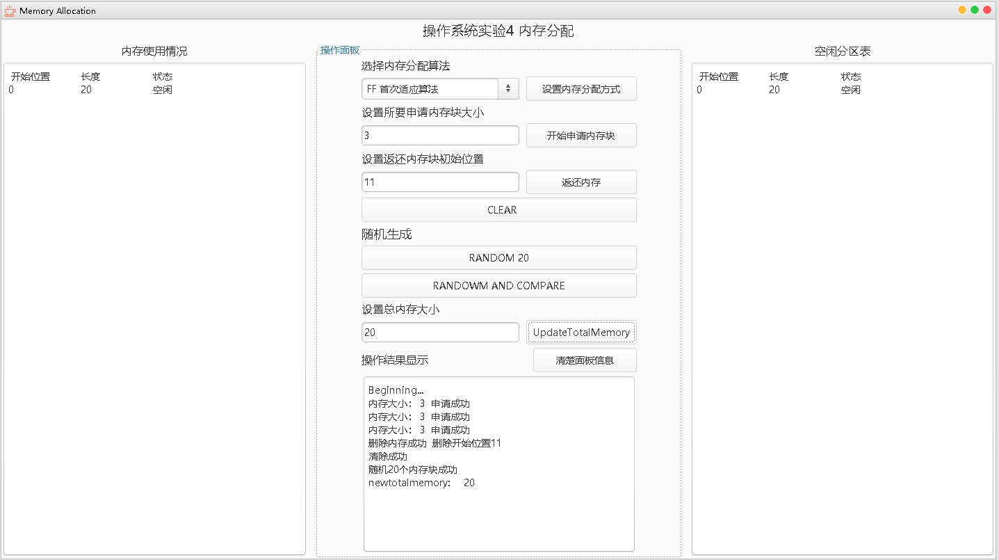 Memory Allocation
操作系统实验4 内存分配
内存使用情况
开始位置 长度 状态
0 20 空闲
操作面板
选择内存分配算法
FF 首次适应算法 设置内存分配方式
设置所要申请内存块大小
3 开始申请内存块
设置返还内存块初始位置
11 返还内存
CLEAR
随机生成
RANDOM 20
RANDOWM AND COMPARE
设置总内存大小
20 UpdateTotalMemory
操作结果显示 清楚面板信息
Beginning...
内存大小： 3 申请成功
内存大小： 3 申请成功
内存大小： 3 申请成功
删除内存成功 删除开始位置11
清除成功
随机20个内存块成功
newtotalmemory: 20
空闲分区表
开始位置 长度 状态
0 20 空闲